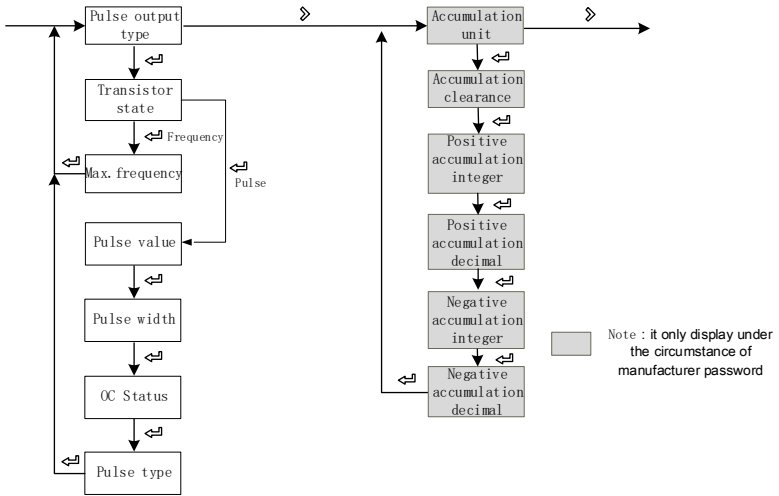 Pulse output
type
Transistor
state
Frequency
Pulse
Max. frequency
Pulse value
Pulse width
OC Status
Pulse type
Accumulation
unit
Accumulation
clearance
Positive
accumulation
integer
Positive
accumulation
decimal
Negative
accumulation
integer
Negative
accumulation
decimal
Note : it only display under
the circumstance of
manufacturer password